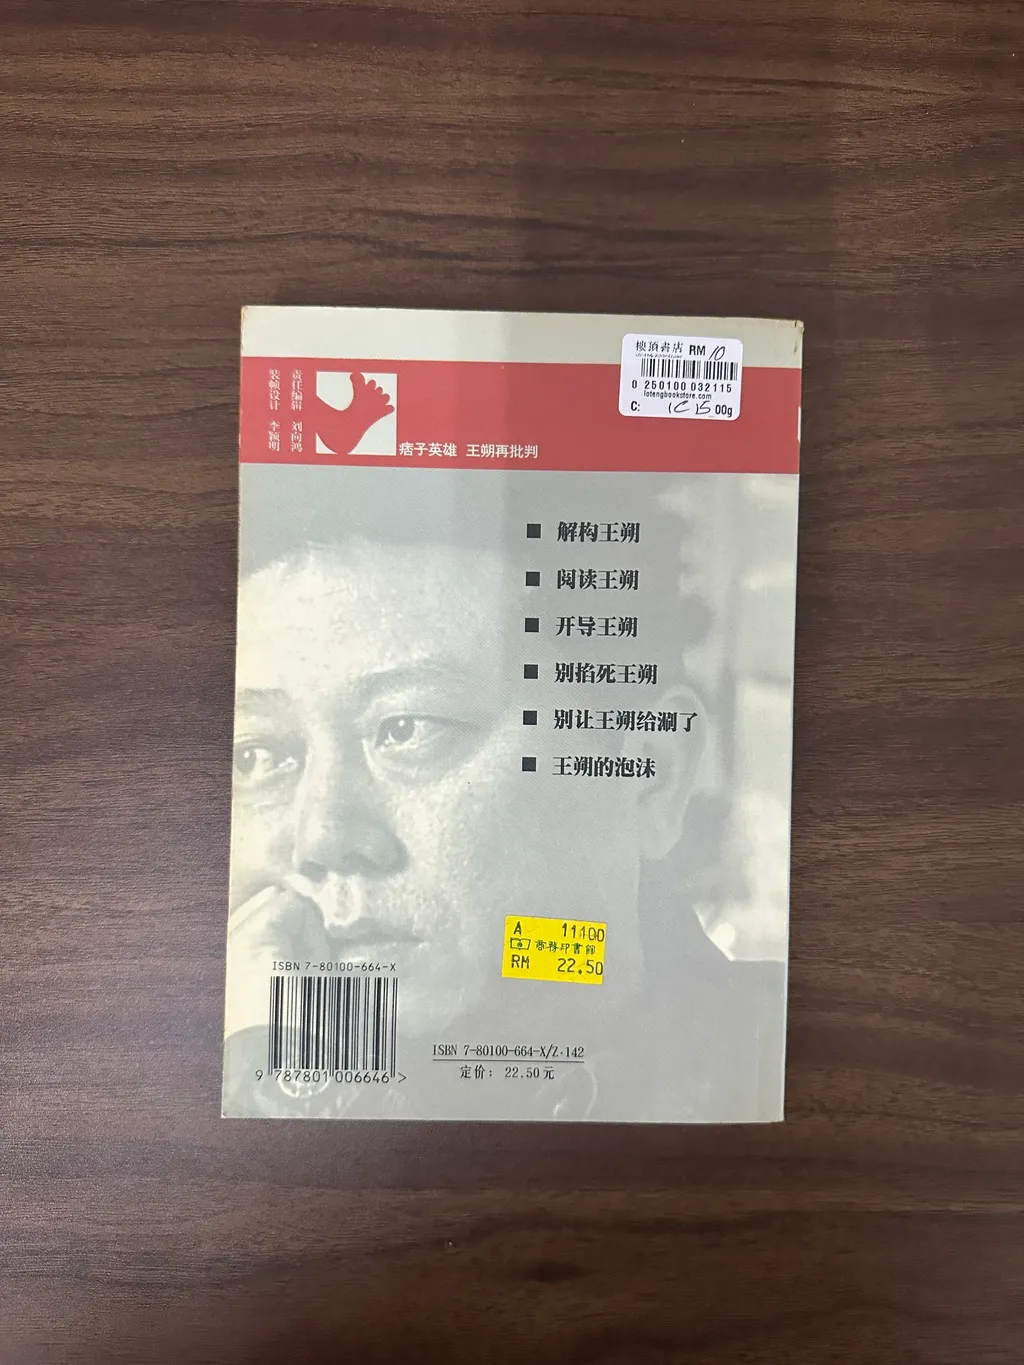 樓頂書店 RM 10
0 250100 032115
lotengbookstore.com
C: 00g
责任编辑 刘向鸿
装帧设计 李颖明
痞子英雄 王朔再批判
■ 解构王朔
■ 阅读王朔
■ 开导王朔
■ 别掐死王朔
■ 别让王朔给涮了
■ 王朔的泡沫
A 11100
商務印書館
RM 22.50
ISBN 7-80100-664-X
9 787801 006646 >
ISBN 7-80100-664-X/Z·142
定价: 22.50元